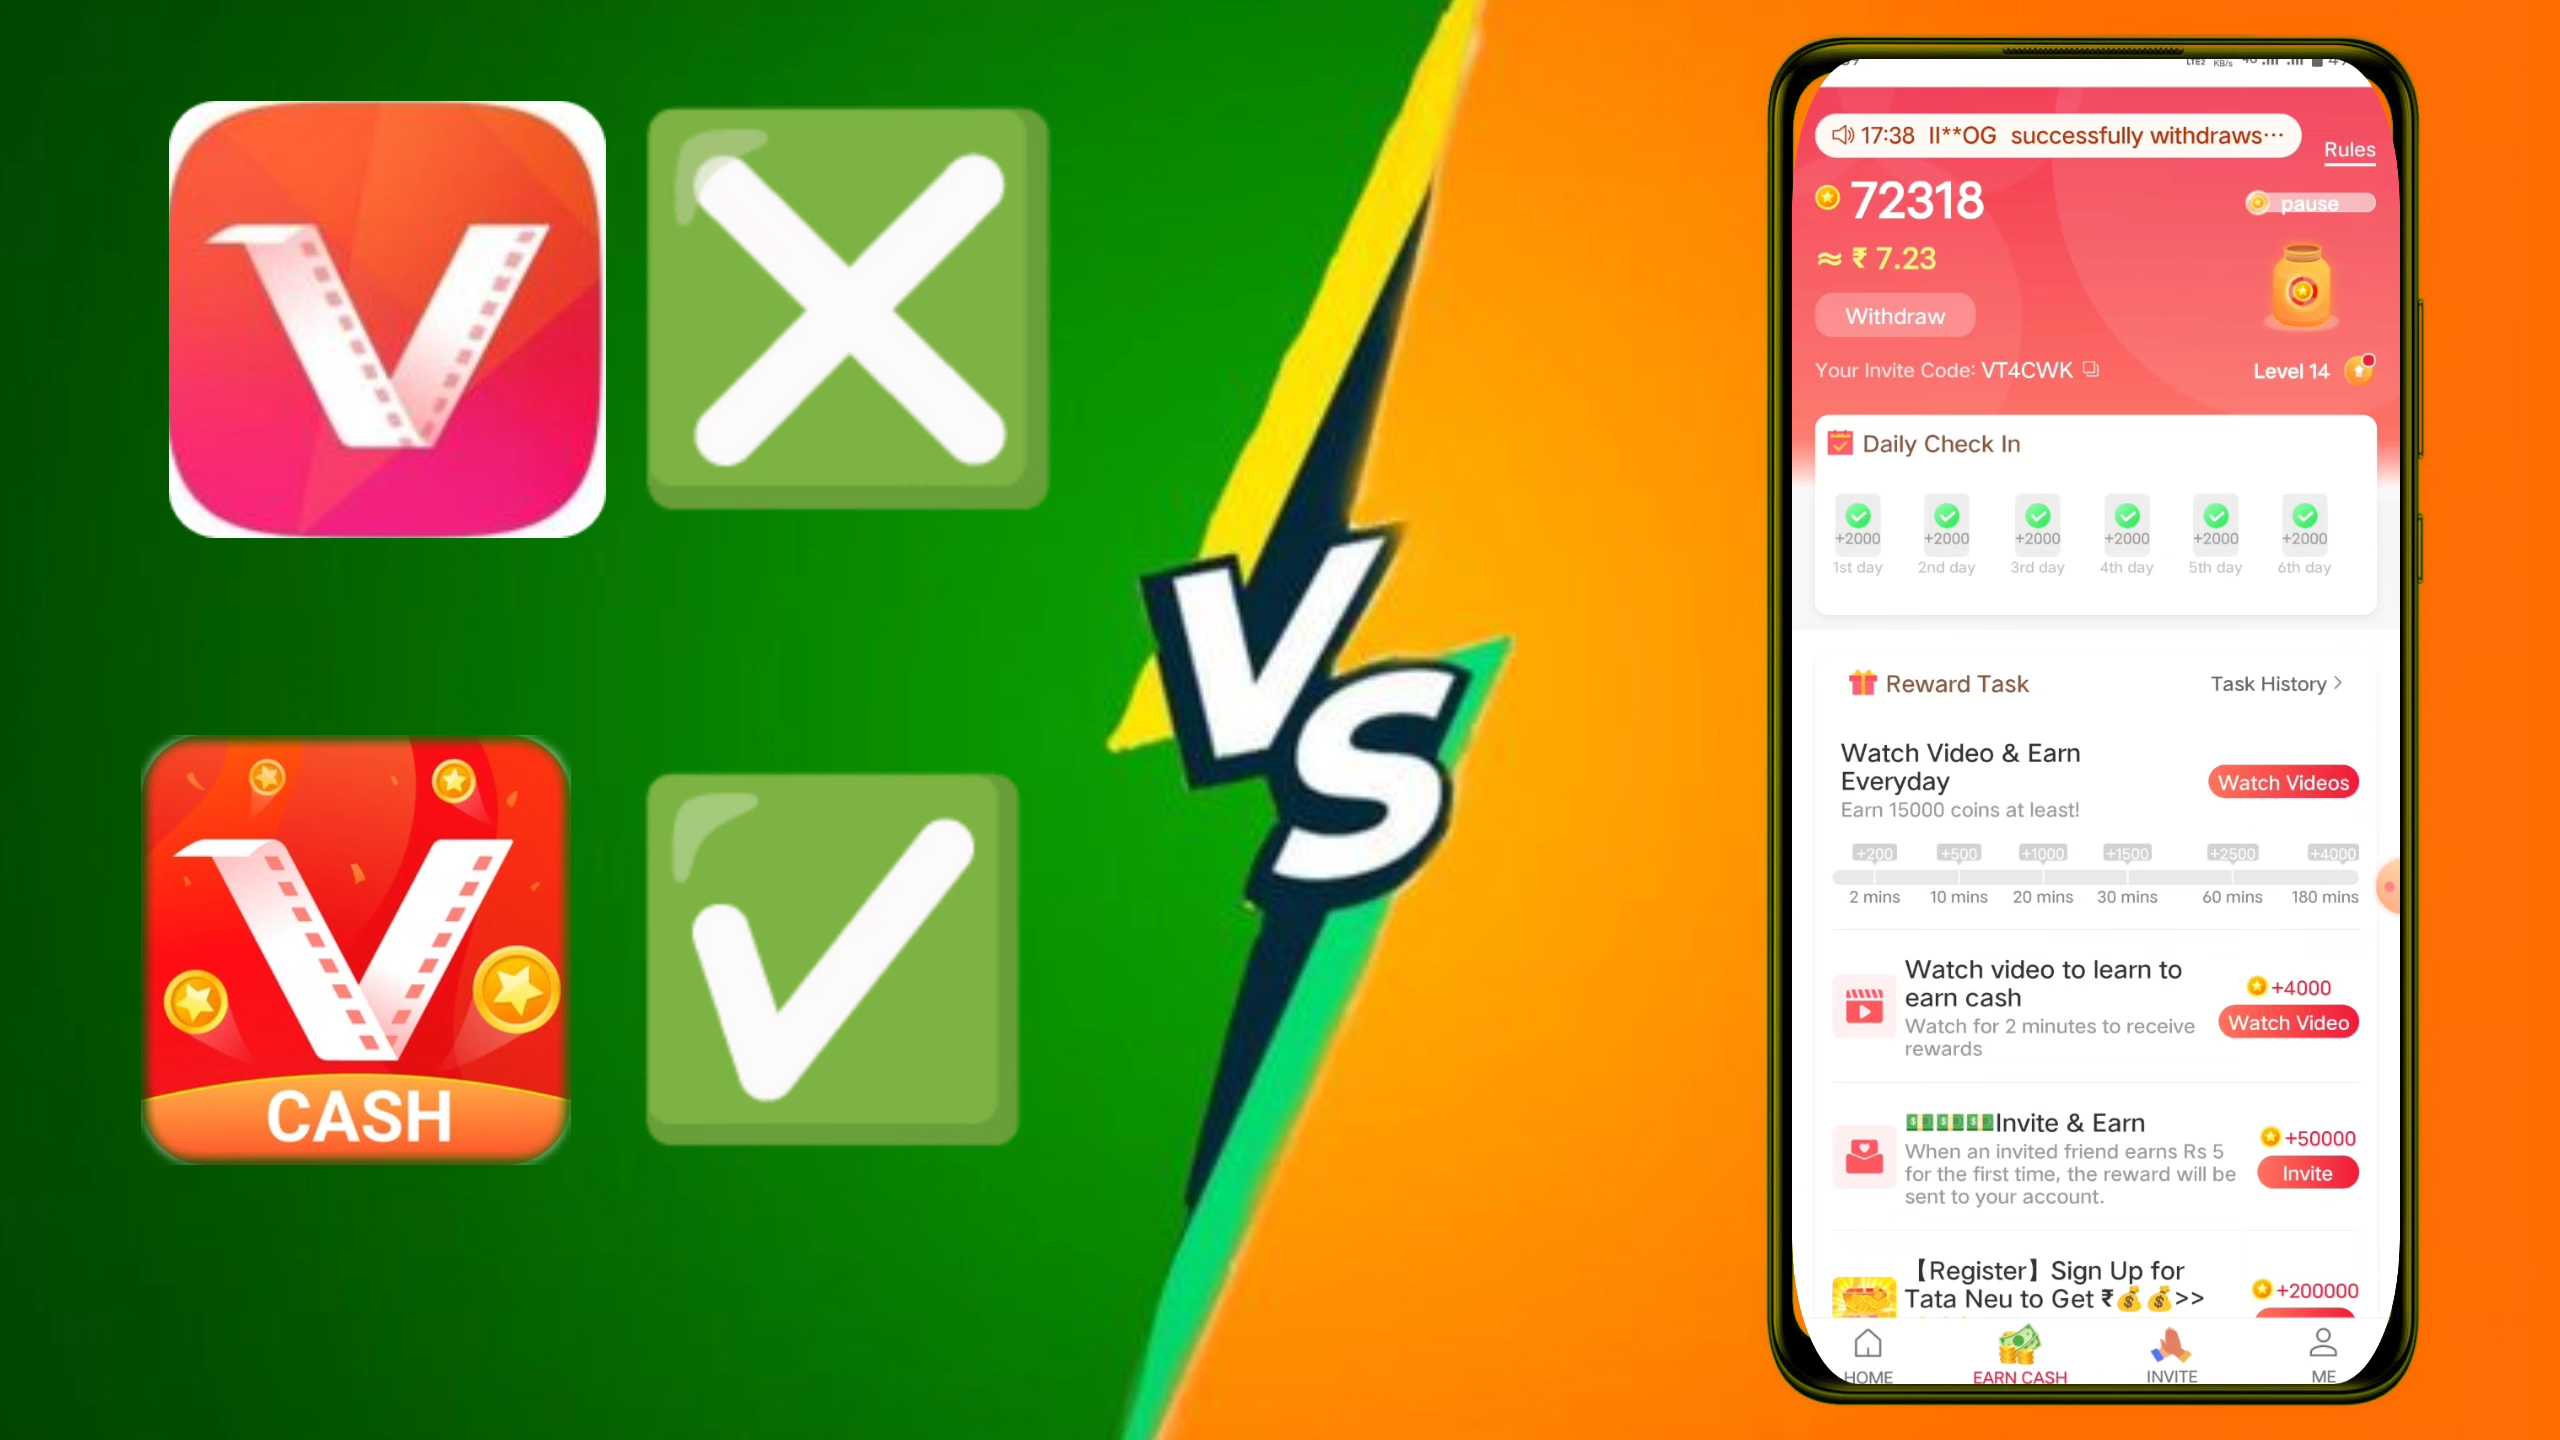 V
V
CASH
VS
LTE2 KB/s 4G
17:38 II**OG successfully withdraws···
Rules
72318
pause
≈ ₹ 7.23
Withdraw
Your Invite Code: VT4CWK
Level 14
Daily Check In
+2000 +2000 +2000 +2000 +2000 +2000
1st day 2nd day 3rd day 4th day 5th day 6th day
Reward Task
Task History >
Watch Video & Earn
Everyday
Watch Videos
Earn 15000 coins at least!
+200 +500 +1000 +1500 +2500 +4000
2 mins 10 mins 20 mins 30 mins 60 mins 180 mins
Watch video to learn to
earn cash
+4000
Watch Video
Watch for 2 minutes to receive
rewards
💵💵💵Invite & Earn
+50000
When an invited friend earns Rs 5
for the first time, the reward will be
sent to your account.
Invite
【Register】Sign Up for
Tata Neu to Get ₹💰💰>>
+200000
HOME EARN CASH INVITE ME